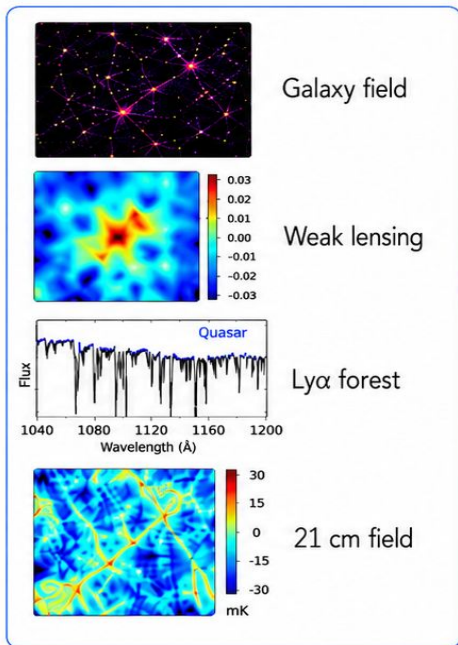 Galaxy field
0.03
0.02
0.01
0.00
-0.01
-0.02
-0.03
Weak lensing
Quasar
Flux
1040 1080 1120 1160 1200
Wavelength (Å)
Lyα forest
30
15
0
-15
-30
mK
21 cm field